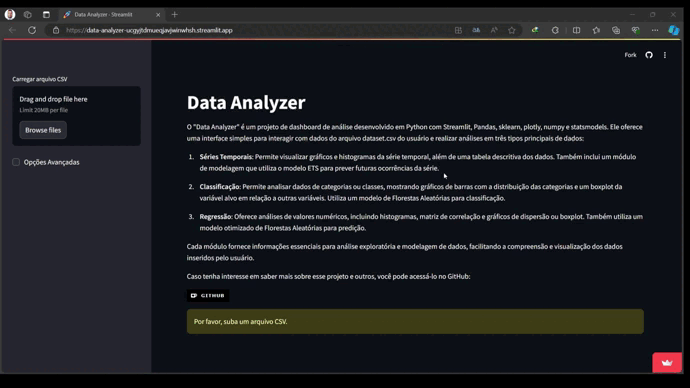 Data Analyzer · Streamlit
https://data-analyzer-ucgyjtdmueqjavjwinwhsh.streamlit.app
Fork
Carregar arquivo CSV
Drag and drop file here
Limit 20MB per file
Browse files
Opções Avançadas
Data Analyzer
O "Data Analyzer" é um projeto de dashboard de análise desenvolvido em Python com Streamlit, Pandas, sklearn, plotly, numpy e statsmodels. Ele oferece
uma interface simples para interagir com dados do arquivo dataset.csv do usuário e realizar análises em três tipos principais de dados:
1. Séries Temporais: Permite visualizar gráficos e histogramas da série temporal, além de uma tabela descritiva dos dados. Também inclui um módulo
de modelagem que utiliza o modelo ETS para prever futuras ocorrências da série.
2. Classificação: Permite analisar dados de categorias ou classes, mostrando gráficos de barras com a distribuição das categorias e um boxplot da
variável alvo em relação a outras variáveis. Utiliza um modelo de Florestas Aleatórias para classificação.
3. Regressão: Oferece análises de valores numéricos, incluindo histogramas, matriz de correlação e gráficos de dispersão ou boxplot. Também utiliza um
modelo otimizado de Florestas Aleatórias para predição.
Cada módulo fornece informações essenciais para análise exploratória e modelagem de dados, facilitando a compreensão e visualização dos dados
inseridos pelo usuário.
Caso tenha interesse em saber mais sobre esse projeto e outros, você pode acessá-lo no GitHub:
GITHUB
Por favor, suba um arquivo CSV.